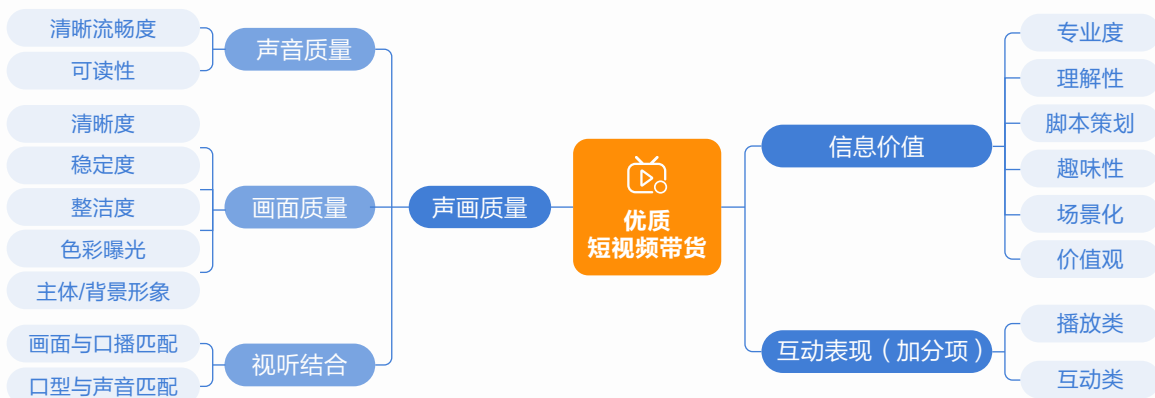 清晰流畅度
可读性
声音质量
清晰度
稳定度
整洁度
色彩曝光
主体/背景形象
画面质量
画面与口播匹配
口型与声音匹配
视听结合
声画质量
优质
短视频带货
信息价值
专业度
理解性
脚本策划
趣味性
场景化
价值观
互动表现（加分项）
播放类
互动类